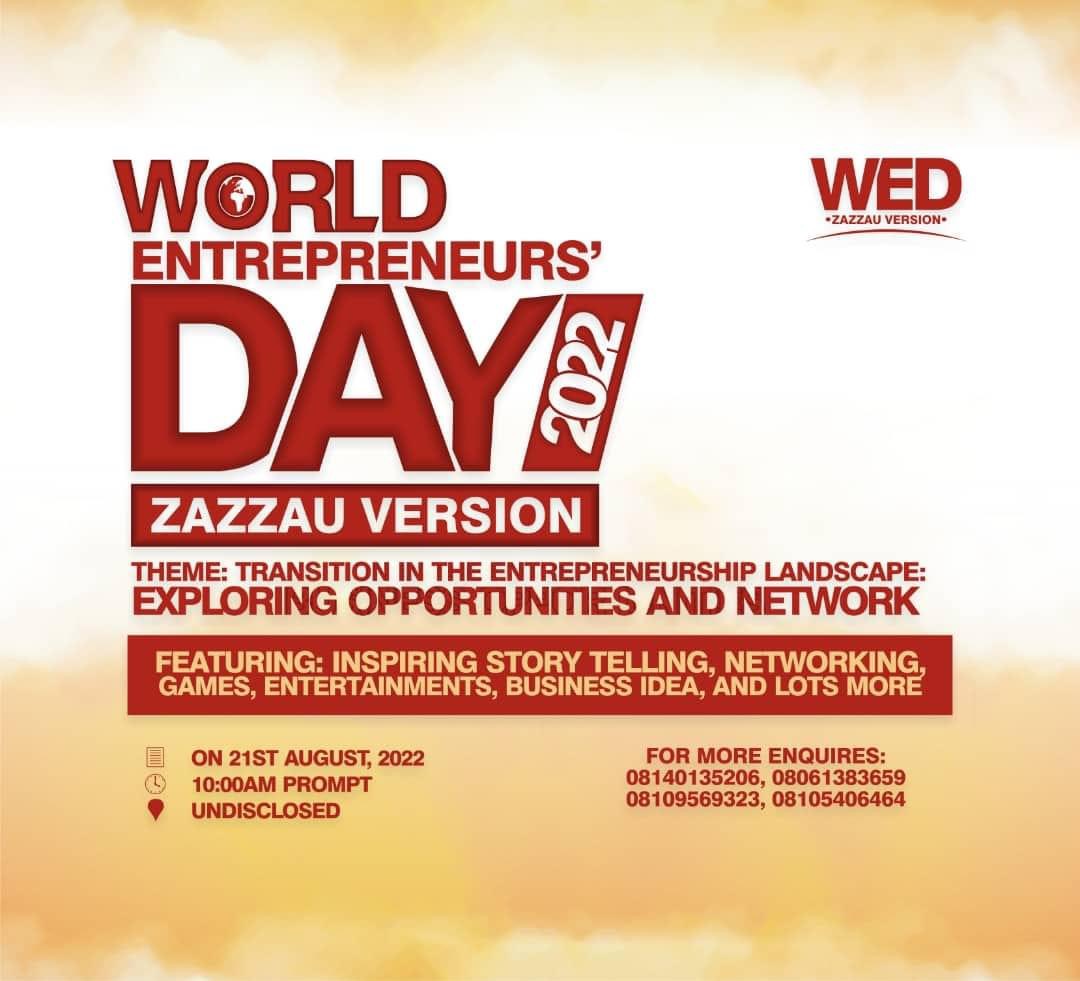 WORLD
ENTREPRENEURS'
DAY 2022
ZAZZAU VERSION
WED
•ZAZZAU VERSION•
THEME: TRANSITION IN THE ENTREPRENEURSHIP LANDSCAPE:
EXPLORING OPPORTUNITIES AND NETWORK
FEATURING: INSPIRING STORY TELLING, NETWORKING,
GAMES, ENTERTAINMENTS, BUSINESS IDEA, AND LOTS MORE
ON 21ST AUGUST, 2022
10:00AM PROMPT
UNDISCLOSED
FOR MORE ENQUIRES:
08140135206, 08061383659
08109569323, 08105406464